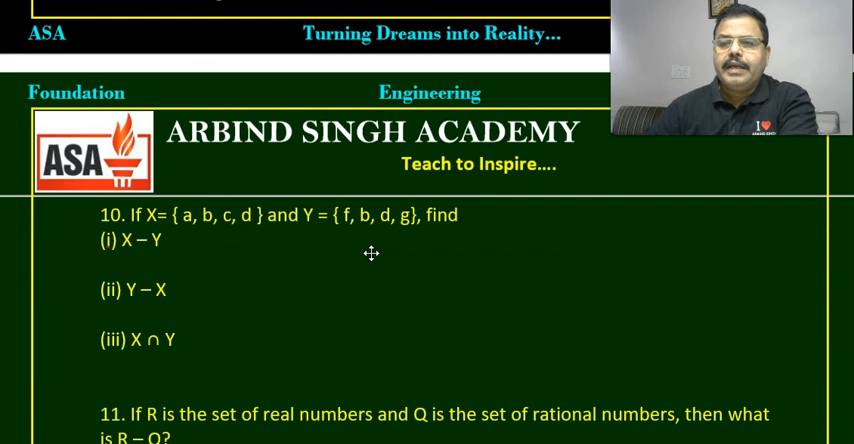 ASA Turning Dreams into Reality...
Foundation Engineering
ASA ARBIND SINGH ACADEMY
Teach to Inspire....
10. If X= { a, b, c, d } and Y = { f, b, d, g}, find
(i) X – Y
(ii) Y – X
(iii) X ∩ Y
11. If R is the set of real numbers and Q is the set of rational numbers, then what
is R – Q?
I ❤
ARBIND SINGH